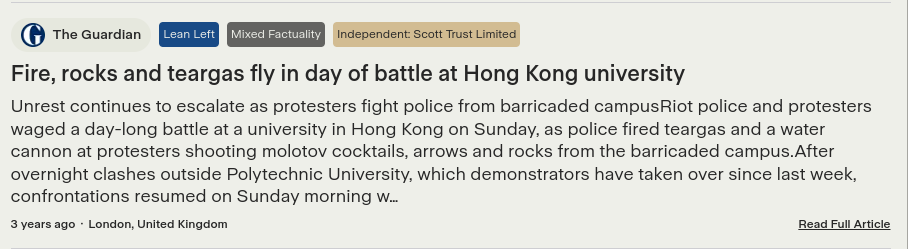 The Guardian Lean Left Mixed Factuality Independent: Scott Trust Limited
Fire, rocks and teargas fly in day of battle at Hong Kong university
Unrest continues to escalate as protesters fight police from barricaded campusRiot police and protesters
waged a day-long battle at a university in Hong Kong on Sunday, as police fired teargas and a water
cannon at protesters shooting molotov cocktails, arrows and rocks from the barricaded campus.After
overnight clashes outside Polytechnic University, which demonstrators have taken over since last week,
confrontations resumed on Sunday morning w…
3 years ago · London, United Kingdom Read Full Article